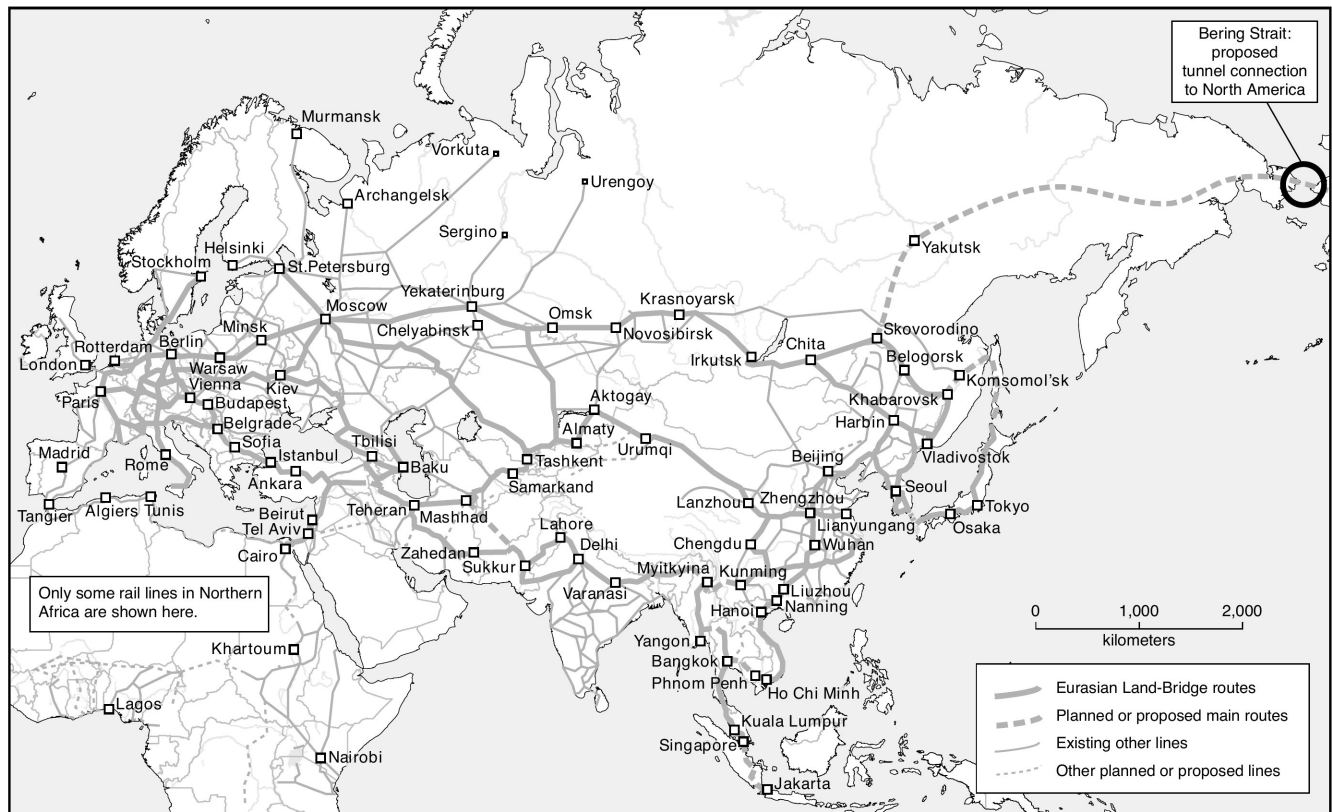 Bering Strait:
proposed
tunnel connection
to North America
Murmansk
Vorkuta
Urengoy
Archangelsk
Sergino
Yakutsk
Helsinki
Stockholm
St.Petersburg
Yekaterinburg
Krasnoyarsk
Moscow
Omsk
Skovorodino
Minsk
Chelyabinsk
Novosibirsk
Rotterdam
Berlin
Chita
Belogorsk
London
Irkutsk
Warsaw
Komsomol'sk
Vienna
Kiev
Paris
Budapest
Aktogay
Khabarovsk
Belgrade
Harbin
Almaty
Sofia
Tbilisi
Urumqi
Madrid
Istanbul
Beijing
Vladivostok
Rome
Baku
Tashkent
Ankara
Samarkand
Seoul
Lanzhou
Zhengzhou
Tangier
Algiers
Tunis
Beirut
Teheran
Mashhad
Tokyo
Tel Aviv
Lahore
Lianyungang
Osaka
Cairo
Zahedan
Delhi
Chengdu
Wuhan
Sukkur
Myitkyina
Kunming
Varanasi
Liuzhou
Only some rail lines in Northern
Africa are shown here.
Hanoi
Nanning
0
1,000
2,000
kilometers
Khartoum
Yangon
Bangkok
Phnom Penh
Ho Chi Minh
Eurasian Land-Bridge routes
Lagos
Planned or proposed main routes
Kuala Lumpur
Singapore
Existing other lines
Nairobi
Other planned or proposed lines
Jakarta